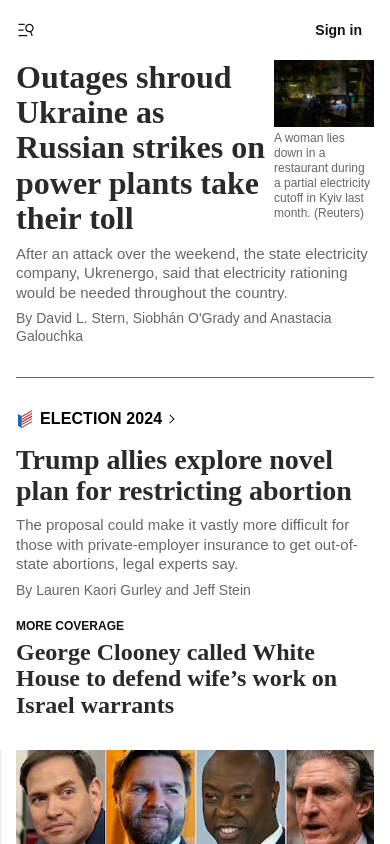 Sign in
Outages shroud
Ukraine as
Russian strikes on
power plants take
their toll
A woman lies
down in a
restaurant during
a partial electricity
cutoff in Kyiv last
month. (Reuters)
After an attack over the weekend, the state electricity
company, Ukrenergo, said that electricity rationing
would be needed throughout the country.
By David L. Stern, Siobhán O'Grady and Anastacia
Galouchka
ELECTION 2024
Trump allies explore novel
plan for restricting abortion
The proposal could make it vastly more difficult for
those with private-employer insurance to get out-of-
state abortions, legal experts say.
By Lauren Kaori Gurley and Jeff Stein
MORE COVERAGE
George Clooney called White
House to defend wife’s work on
Israel warrants